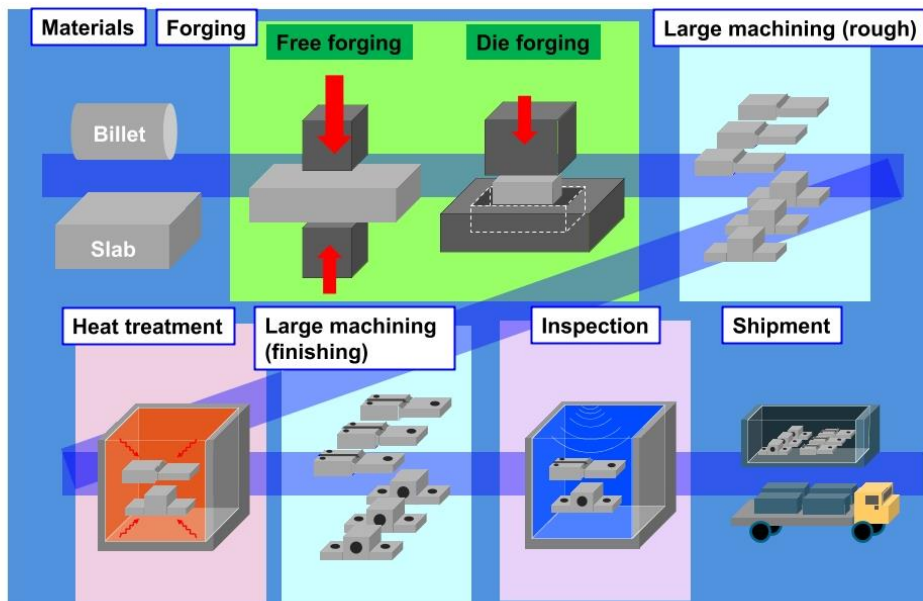 Materials
Forging
Free forging
Die forging
Large machining (rough)
Billet
Slab
Heat treatment
Large machining
(finishing)
Inspection
Shipment